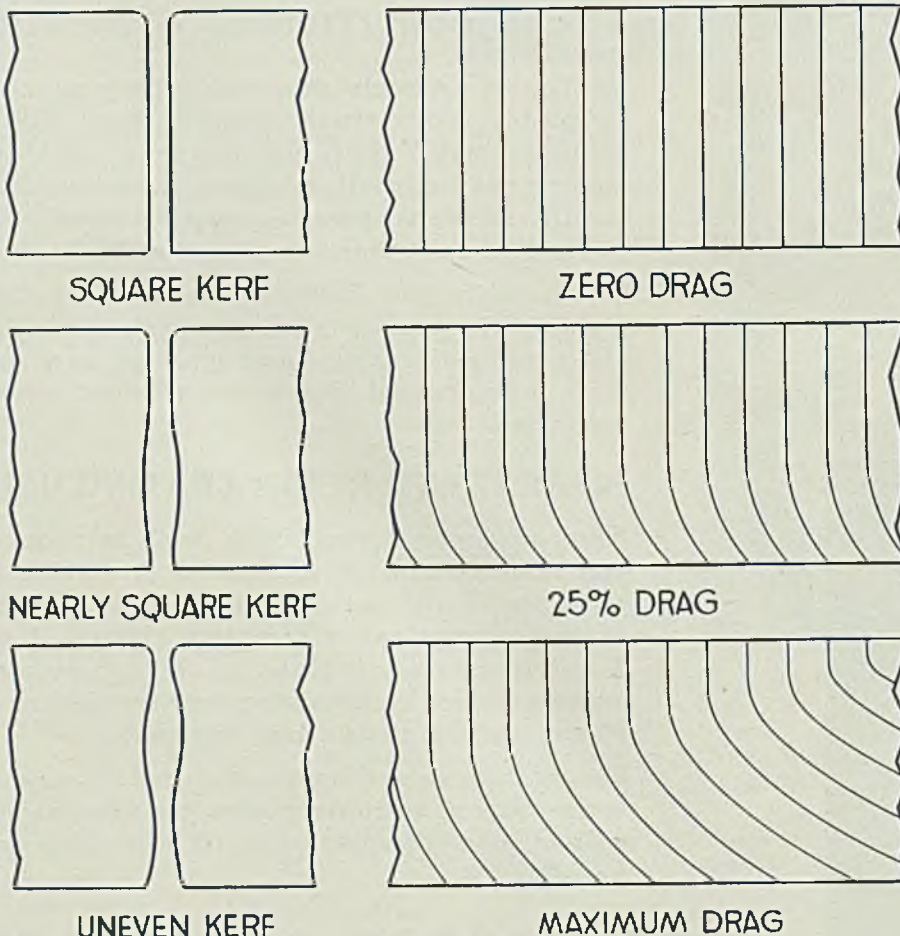 SQUARE KERF
ZERO DRAG
NEARLY SQUARE KERF
25% DRAG
UNEVEN KERF
MAXIMUM DRAG